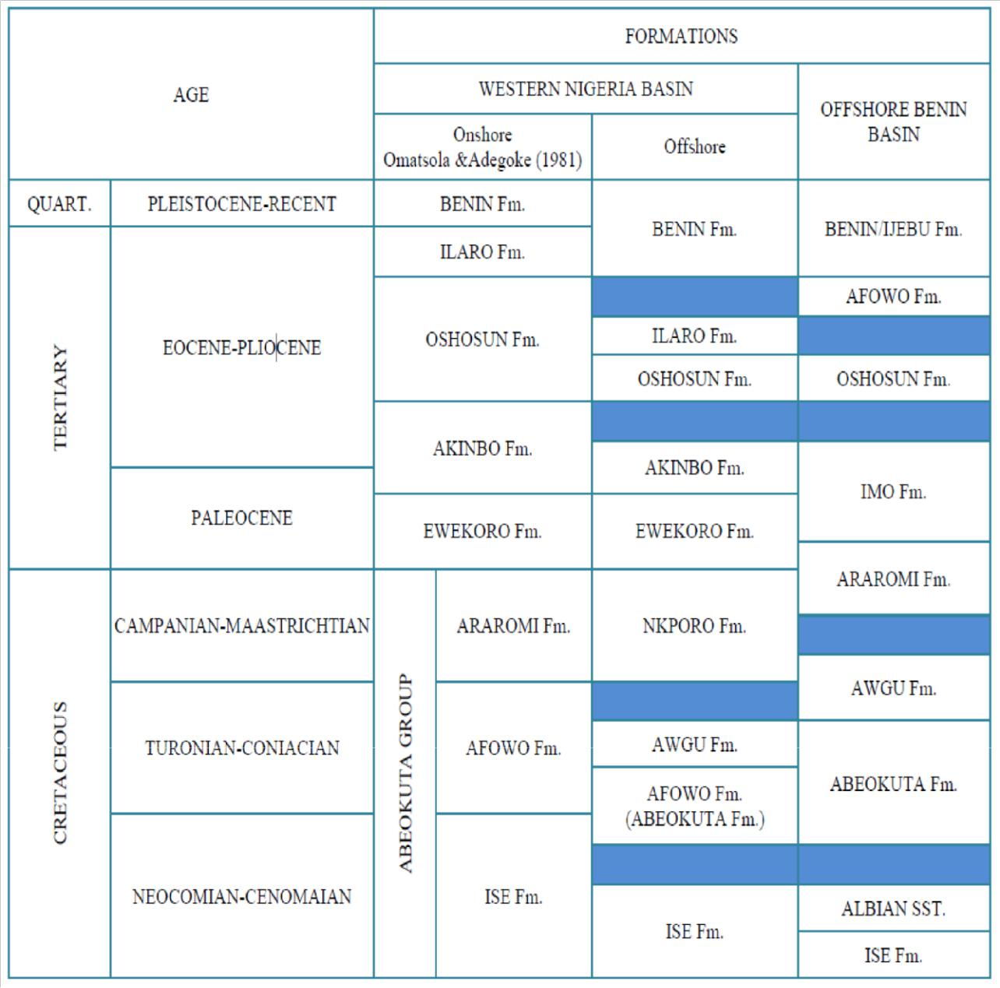 FORMATIONS
AGE
WESTERN NIGERIA BASIN
OFFSHORE BENIN
BASIN
Onshore
Omatsola &Adegoke (1981)
Offshore
QUART.
PLEISTOCENE-RECENT
BENIN Fm.
BENIN Fm.
BENIN/IJEBU Fm.
TERTIARY
EOCENE-PLIOCENE
ILARO Fm.
AFOWO Fm.
OSHOSUN Fm.
ILARO Fm.
OSHOSUN Fm.
OSHOSUN Fm.
AKINBO Fm.
AKINBO Fm.
IMO Fm.
PALEOCENE
EWEKORO Fm.
EWEKORO Fm.
ARAROMI Fm.
CRETACEOUS
CAMPANIAN-MAASTRICHTIAN
ABEOKUTA GROUP
ARAROMI Fm.
NKPORO Fm.
AWGU Fm.
TURONIAN-CONIACIAN
AFOWO Fm.
AWGU Fm.
AFOWO Fm.
(ABEOKUTA Fm.)
ABEOKUTA Fm.
NEOCOMIAN-CENOMAIAN
ISE Fm.
ISE Fm.
ALBIAN SST.
ISE Fm.